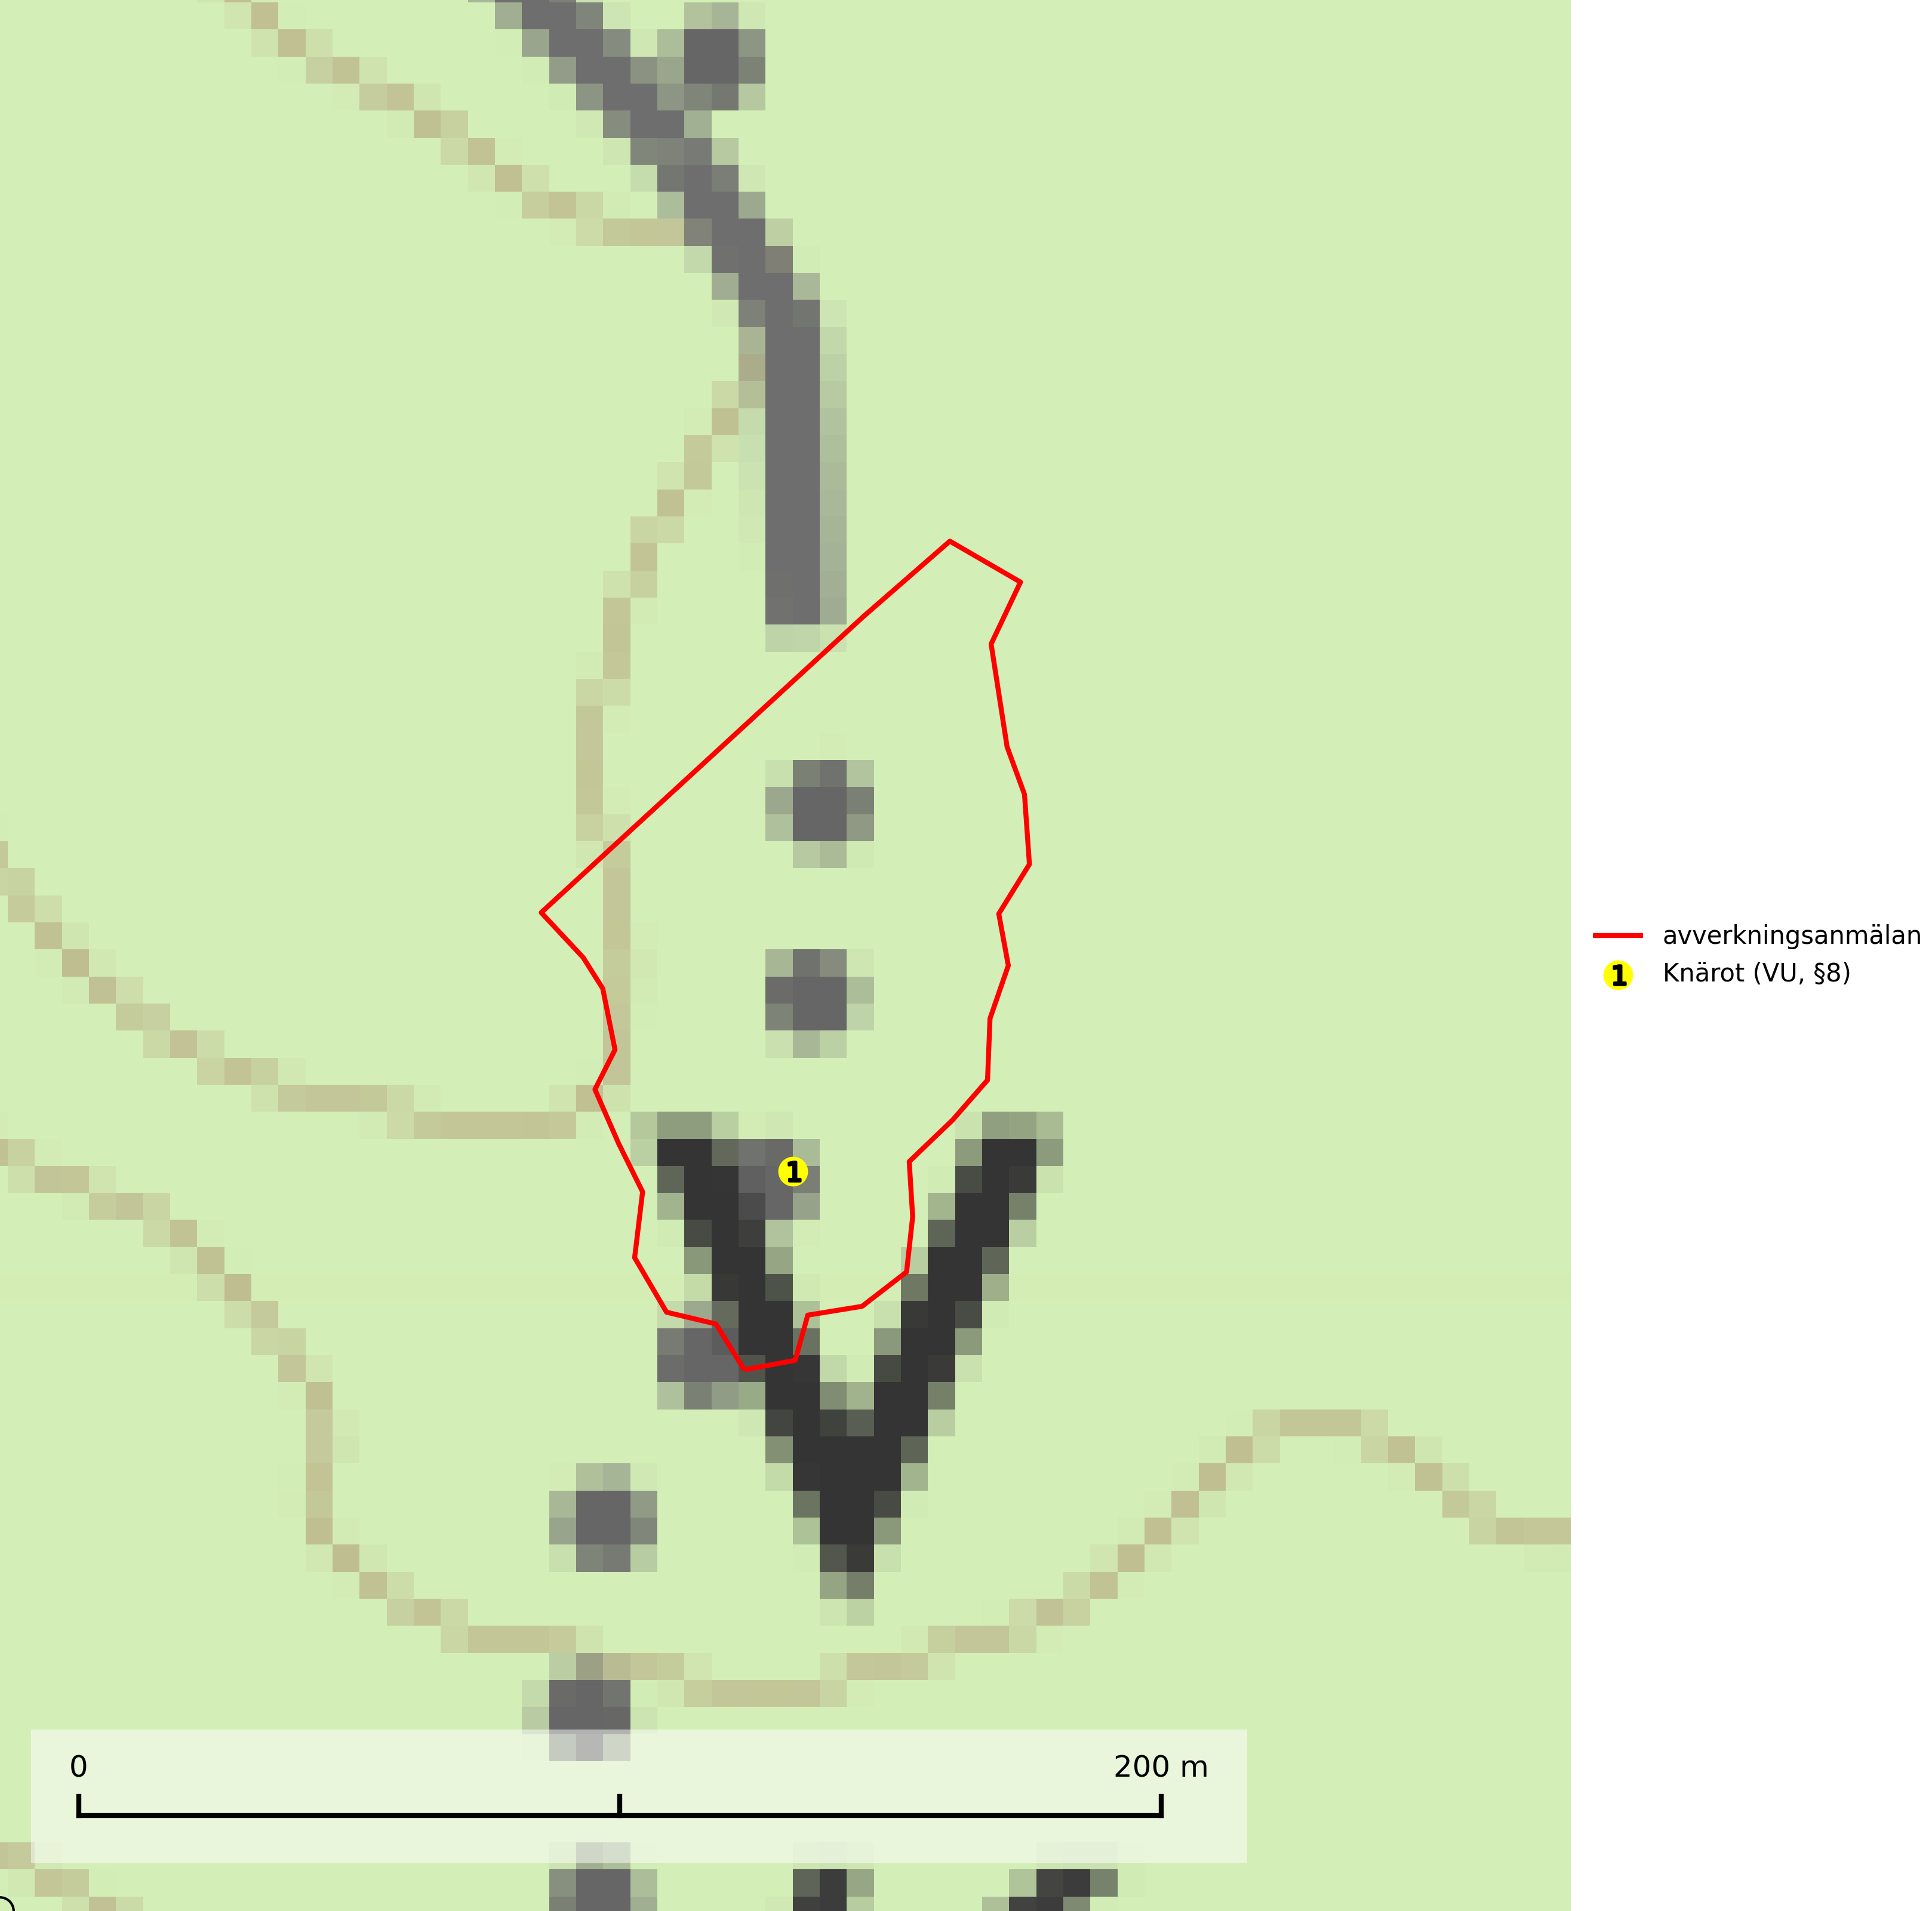 avverkningsanmälan
1 Knärot (VU, §8)
1
0 200 m